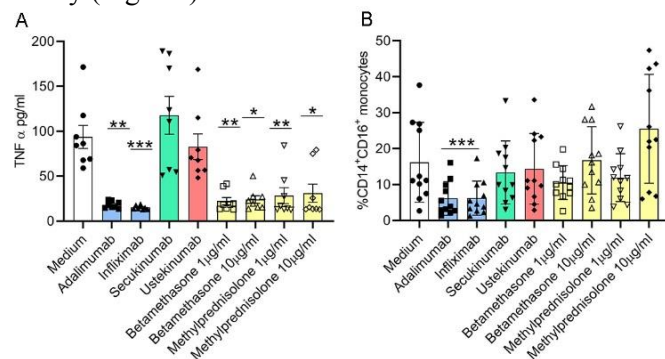 A
B
200
150
100
50
0
TNF α pg/ml
**
***
**
*
**
*
Medium
Adalimumab
Infliximab
Secukinumab
Ustekinumab
Betamethasone 1μg/ml
Betamethasone 10μg/ml
Methylprednisolone 1μg/ml
Methylprednisolone 10μg/ml
50
40
30
20
10
0
%CD14+CD16+ monocytes
***
Medium
Adalimumab
Infliximab
Secukinumab
Ustekinumab
Betamethasone 1μg/ml
Betamethasone 10μg/ml
Methylprednisolone 1μg/ml
Methylprednisolone 10μg/ml